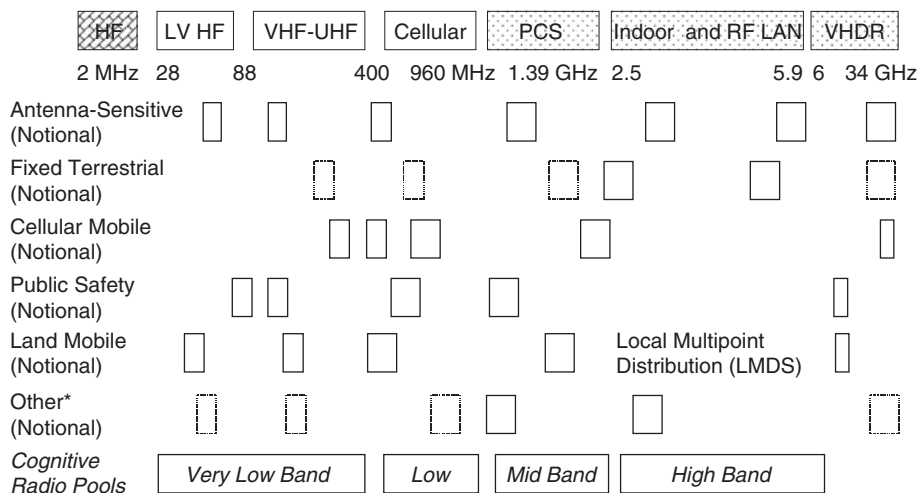 HF LV HF VHF-UHF Cellular PCS Indoor and RF LAN VHDR
2 MHz 28 88 400 960 MHz 1.39 GHz 2.5 5.9 6 34 GHz
Antenna-Sensitive
(Notional)
Fixed Terrestrial
(Notional)
Cellular Mobile
(Notional)
Public Safety
(Notional)
Land Mobile
(Notional)
Local Multipoint
Distribution (LMDS)
Other*
(Notional)
Cognitive
Radio Pools
Very Low Band Low Mid Band High Band